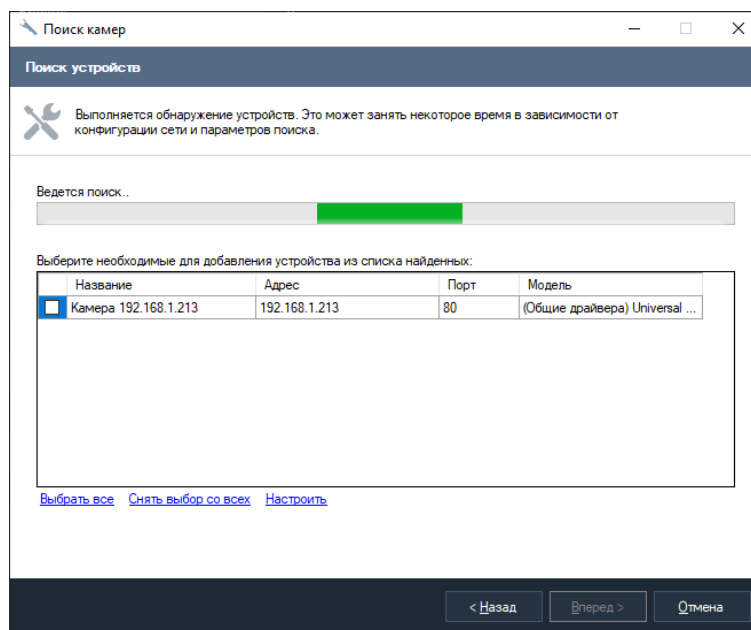 Поиск камер
Поиск устройств
Выполняется обнаружение устройств. Это может занять некоторое время в зависимости от
конфигурации сети и параметров поиска.
Ведется поиск..
Выберите необходимые для добавления устройства из списка найденных:
Название Адрес Порт Модель
Камера 192.168.1.213 192.168.1.213 80 (Общие драйвера) Universal ...
Выбрать все Снять выбор со всех Настроить
< Назад Вперед > Отмена